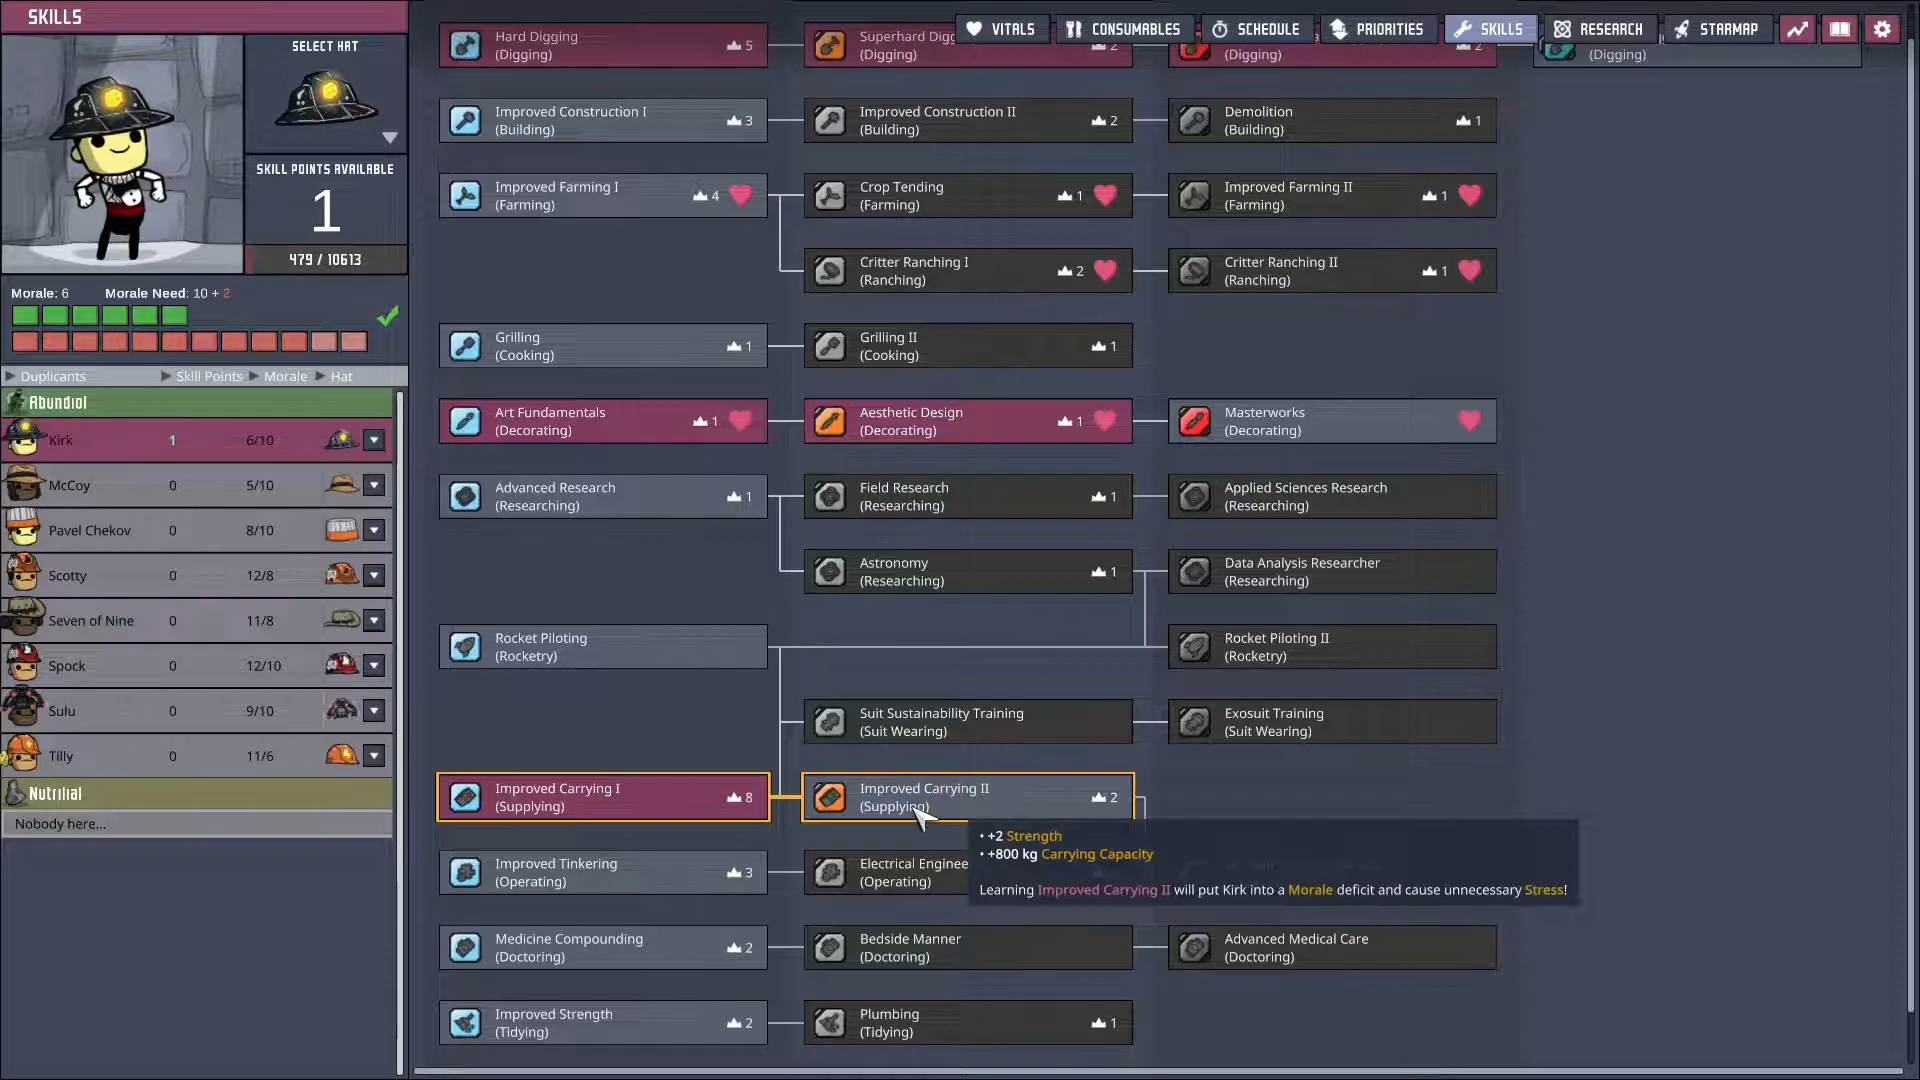 SKILLS
VITALS
CONSUMABLES
SCHEDULE
PRIORITIES
SKILLS
RESEARCH
STARMAP
SELECT HAT
SKILL POINTS AVAILABLE
1
479 / 10613
Morale: 6
Morale Need: 10 + 2
Duplicants
Skill Points
Morale
Hat
Abundiol
Kirk 1 6/10
McCoy 0 5/10
Pavel Chekov 0 8/10
Scotty 0 12/8
Seven of Nine 0 11/8
Spock 0 12/10
Sulu 0 9/10
Tilly 0 11/6
Nutrilial
Nobody here...
Hard Digging
(Digging)
5
Superhard Digg
(Digging)
2
(Digging)
2
(Digging)
Improved Construction I
(Building)
3
Improved Construction II
(Building)
2
Demolition
(Building)
1
Improved Farming I
(Farming)
4
Crop Tending
(Farming)
1
Improved Farming II
(Farming)
1
Critter Ranching I
(Ranching)
2
Critter Ranching II
(Ranching)
1
Grilling
(Cooking)
1
Grilling II
(Cooking)
1
Art Fundamentals
(Decorating)
1
Aesthetic Design
(Decorating)
1
Masterworks
(Decorating)
Advanced Research
(Researching)
1
Field Research
(Researching)
1
Applied Sciences Research
(Researching)
Astronomy
(Researching)
1
Data Analysis Researcher
(Researching)
Rocket Piloting
(Rocketry)
Rocket Piloting II
(Rocketry)
Suit Sustainability Training
(Suit Wearing)
Exosuit Training
(Suit Wearing)
Improved Carrying I
(Supplying)
8
Improved Carrying II
(Supplying)
2
• +2 Strength
• +800 kg Carrying Capacity
Learning Improved Carrying II will put Kirk into a Morale deficit and cause unnecessary Stress!
Improved Tinkering
(Operating)
3
Electrical Enginee
(Operating)
Medicine Compounding
(Doctoring)
2
Bedside Manner
(Doctoring)
Advanced Medical Care
(Doctoring)
Improved Strength
(Tidying)
2
Plumbing
(Tidying)
1